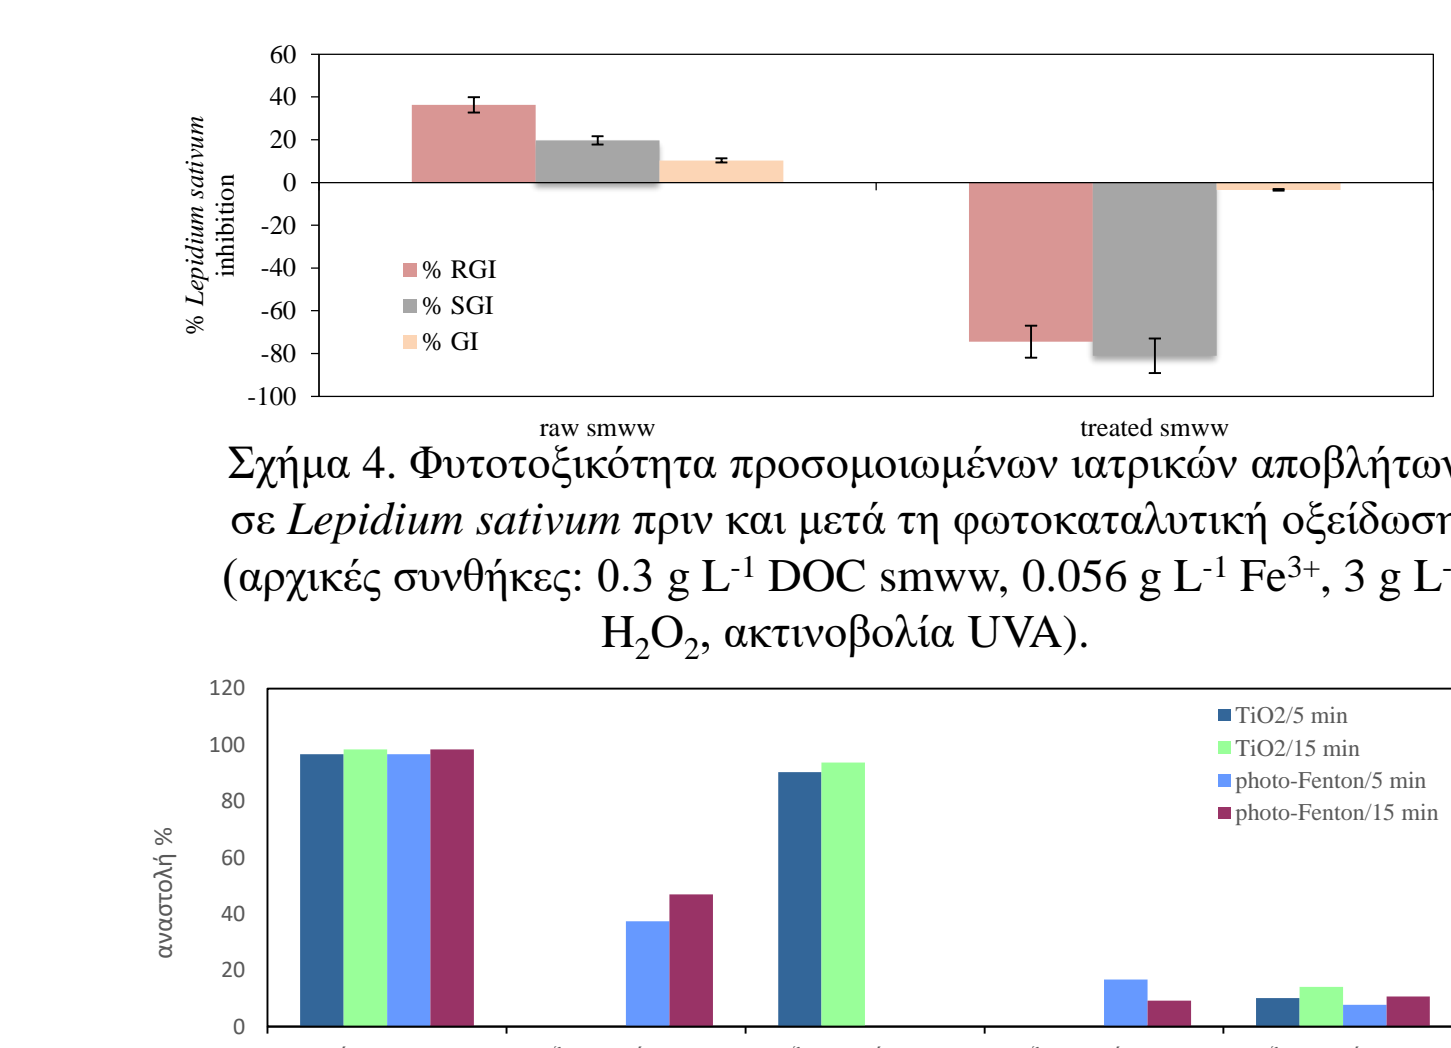 60
40
20
0
-20
-40
-60
-80
-100
% Lepidium sativum
inhibition
% RGI
% SGI
% GI
raw smww
treated smww
Σχήμα 4. Φυτοτοξικότητα προσομοιωμένων ιατρικών αποβλήτων
σε Lepidium sativum πριν και μετά τη φωτοκαταλυτική οξείδωση
(αρχικές συνθήκες: 0.3 g L⁻¹ DOC smww, 0.056 g L⁻¹ Fe³⁺, 3 g L⁻
H₂O₂, ακτινοβολία UVA).
120
100
80
60
40
20
0
αναστολή %
TiO2/5 min
TiO2/15 min
photo-Fenton/5 min
photo-Fenton/15 min